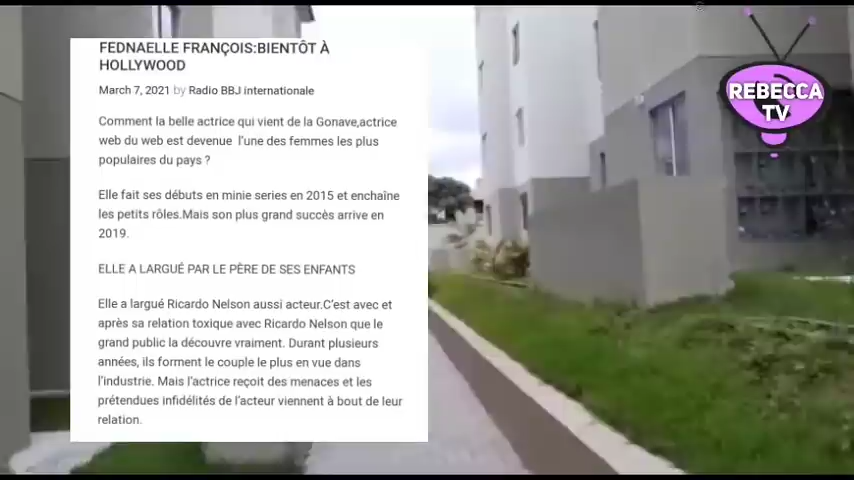 FEDNAELLE FRANÇOIS:BIENTÔT À
HOLLYWOOD
March 7, 2021 by Radio BBJ internationale
Comment la belle actrice qui vient de la Gonave,actrice
web du web est devenue l'une des femmes les plus
populaires du pays ?
Elle fait ses débuts en minie series en 2015 et enchaîne
les petits rôles.Mais son plus grand succès arrive en
2019.
ELLE A LARGUÉ PAR LE PÈRE DE SES ENFANTS
Elle a largué Ricardo Nelson aussi acteur.C'est avec et
après sa relation toxique avec Ricardo Nelson que le
grand public la découvre vraiment. Durant plusieurs
années, ils forment le couple le plus en vue dans
l'industrie. Mais l'actrice reçoit des menaces et les
prétendues infidélités de l'acteur viennent à bout de leur
relation.
REBECCA
TV